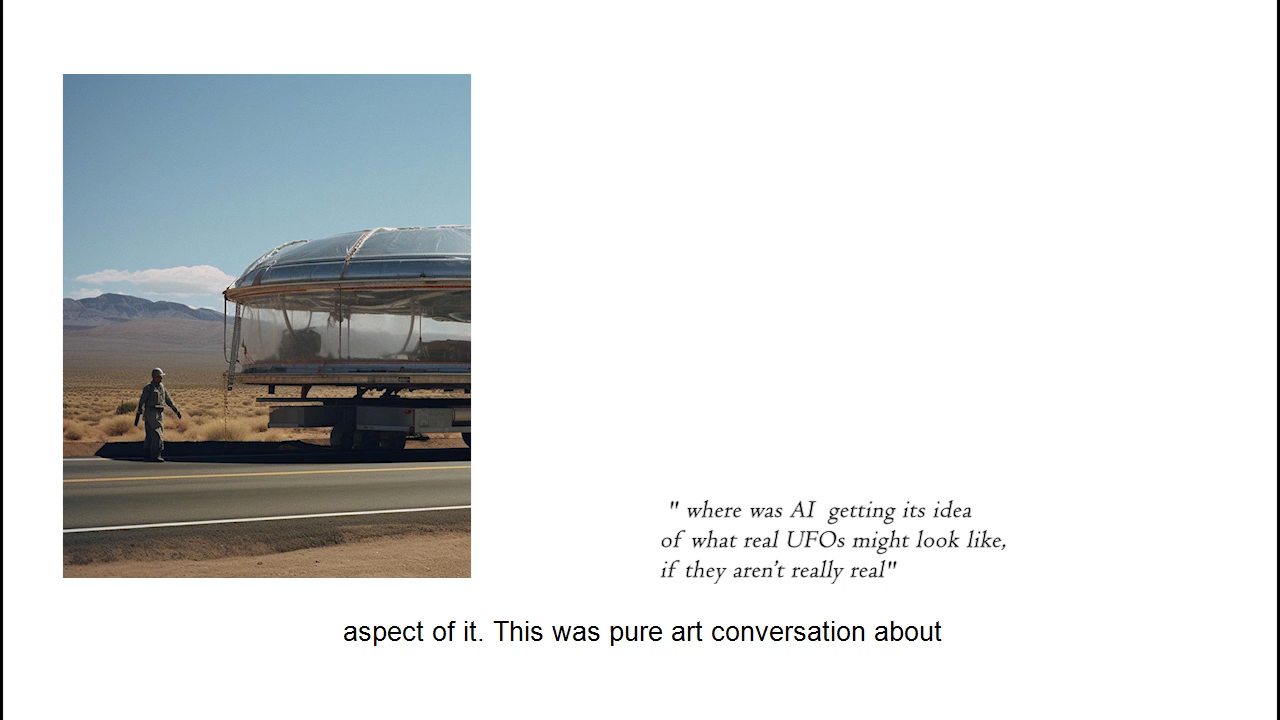 " where was AI getting its idea
of what real UFOs might look like,
if they aren't really real"
aspect of it. This was pure art conversation about